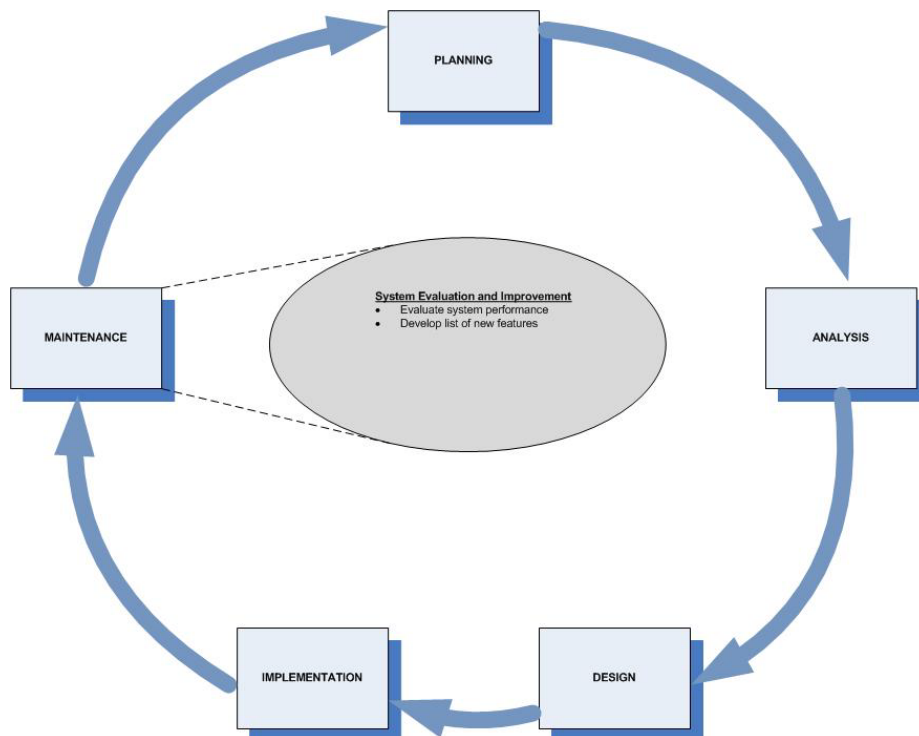 PLANNING
System Evaluation and Improvement
• Evaluate system performance
• Develop list of new features
MAINTENANCE
ANALYSIS
IMPLEMENTATION
DESIGN